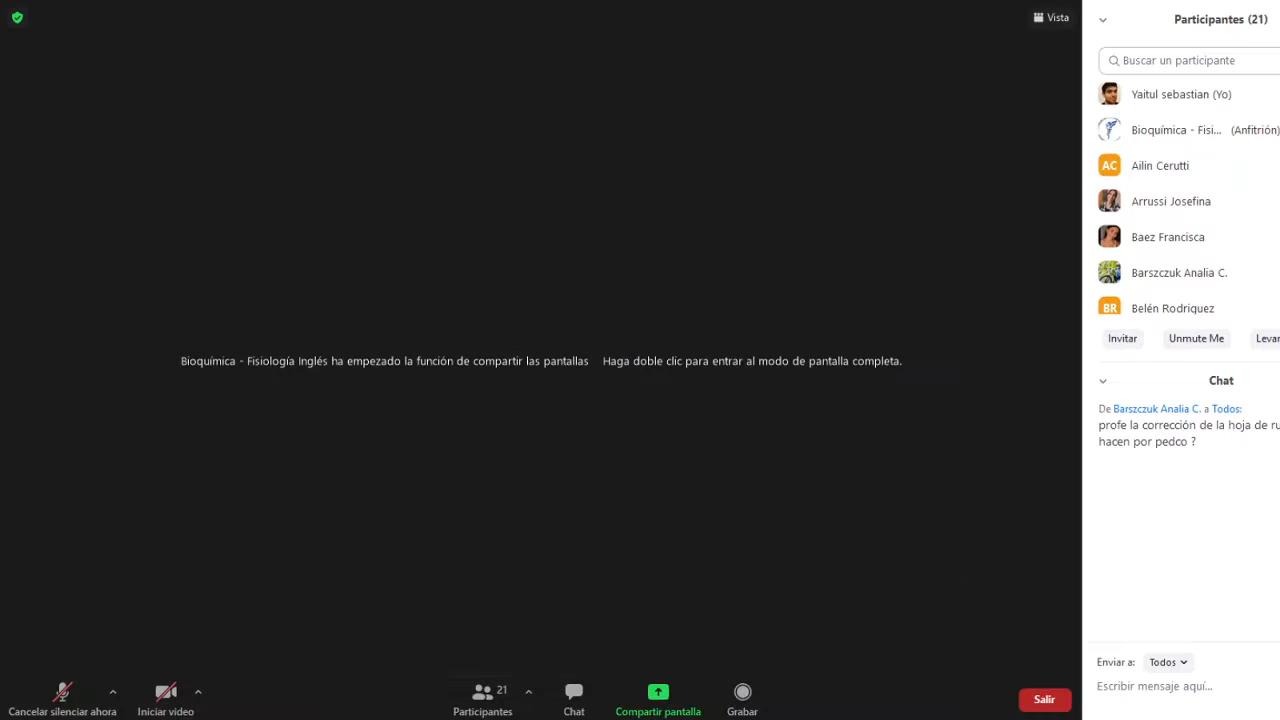 Vista
Participantes (21)
Buscar un participante
Yaitul sebastian (Yo)
Bioquímica - Fisi... (Anfitrión)
AC Ailin Cerutti
Arrussi Josefina
Baez Francisca
Barszczuk Analia C.
BR Belén Rodriquez
Invitar Unmute Me Levan
Bioquímica - Fisiología Inglés ha empezado la función de compartir las pantallas Haga doble clic para entrar al modo de pantalla completa.
Chat
De Barszczuk Analia C. a Todos:
profe la corrección de la hoja de ru
hacen por pedco ?
Enviar a: Todos
Escribir mensaje aquí...
Cancelar silenciar ahora
Iniciar video
21
Participantes
Chat
Compartir pantalla
Grabar
Salir